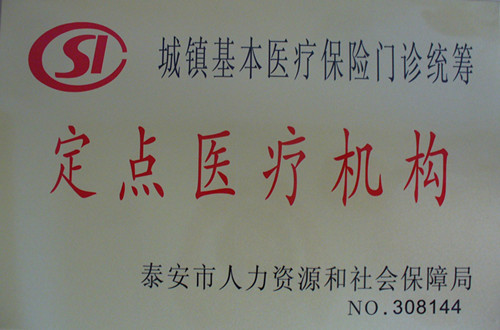 SI 城镇基本医疗保险门诊统筹
定点医疗机构
泰安市人力资源和社会保障局
NO.308144